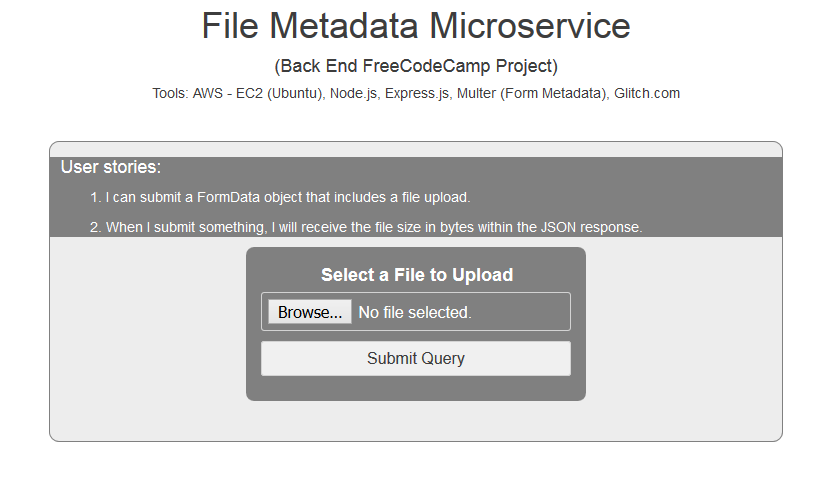 File Metadata Microservice
(Back End FreeCodeCamp Project)
Tools: AWS - EC2 (Ubuntu), Node.js, Express.js, Multer (Form Metadata), Glitch.com
User stories:
1. I can submit a FormData object that includes a file upload.
2. When I submit something, I will receive the file size in bytes within the JSON response.
Select a File to Upload
Browse... No file selected.
Submit Query